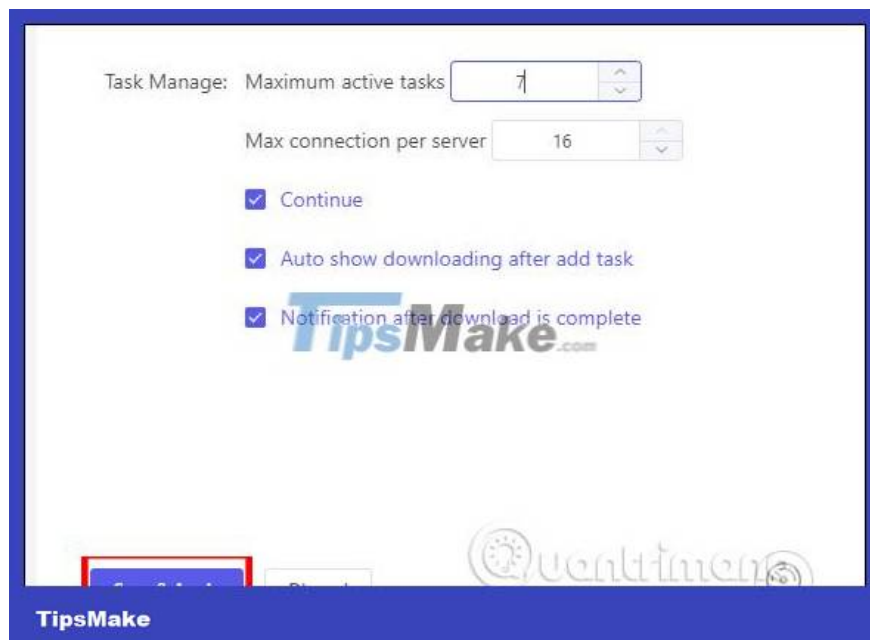 Task Manage: Maximum active tasks 7
Max connection per server 16
Continue
Auto show downloading after add task
Notification after download is complete
TipsMake.com
Quantrimang
TipsMake